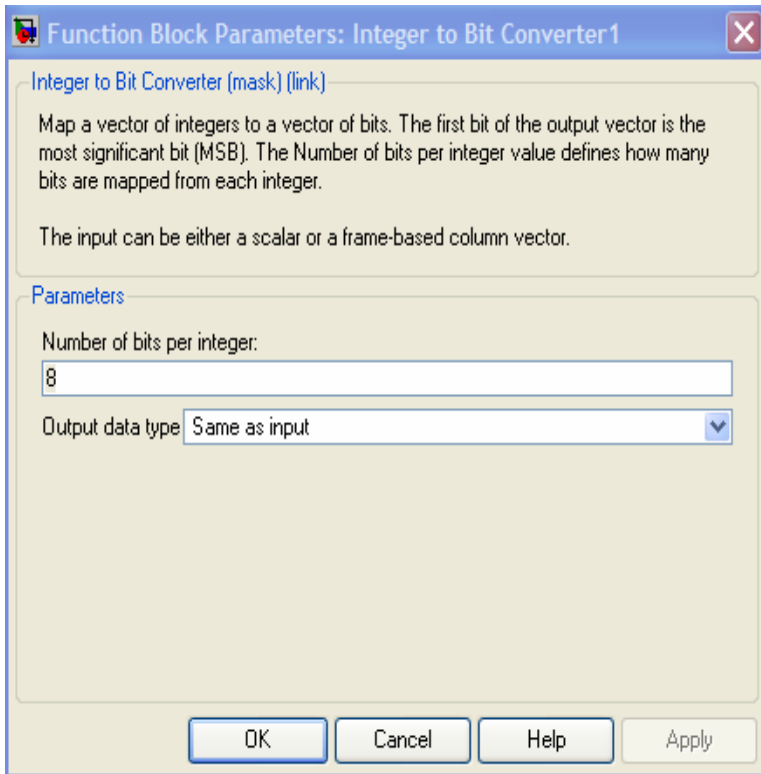 Function Block Parameters: Integer to Bit Converter1
Integer to Bit Converter (mask) (link)
Map a vector of integers to a vector of bits. The first bit of the output vector is the
most significant bit (MSB). The Number of bits per integer value defines how many
bits are mapped from each integer.
The input can be either a scalar or a frame-based column vector.
Parameters
Number of bits per integer:
8
Output data type Same as input
OK Cancel Help Apply